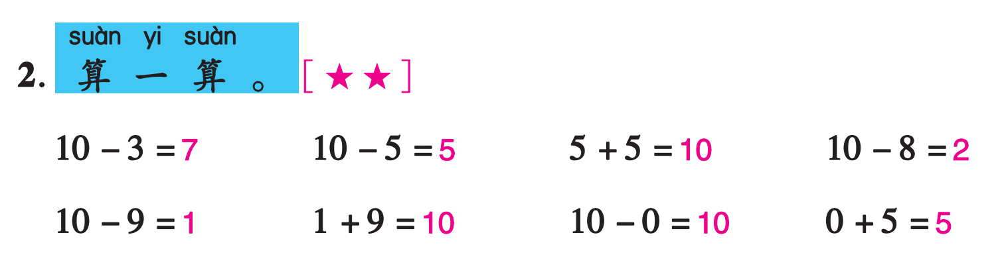 suàn yi suàn
2. 算 一 算 。[ ★ ★ ]
10 − 3 = 7 10 − 5 = 5 5 + 5 = 10 10 − 8 = 2
10 − 9 = 1 1 + 9 = 10 10 − 0 = 10 0 + 5 = 5